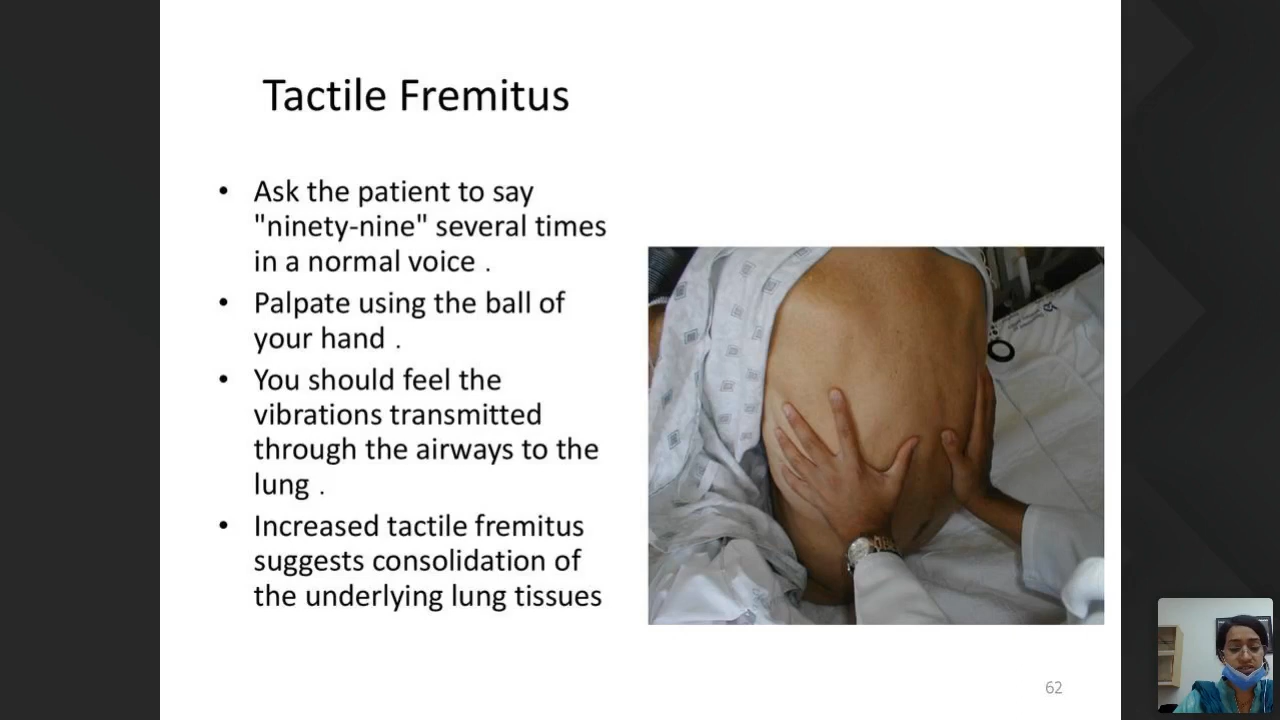 Tactile Fremitus
• Ask the patient to say
"ninety-nine" several times
in a normal voice .
• Palpate using the ball of
your hand .
• You should feel the
vibrations transmitted
through the airways to the
lung .
• Increased tactile fremitus
suggests consolidation of
the underlying lung tissues
62